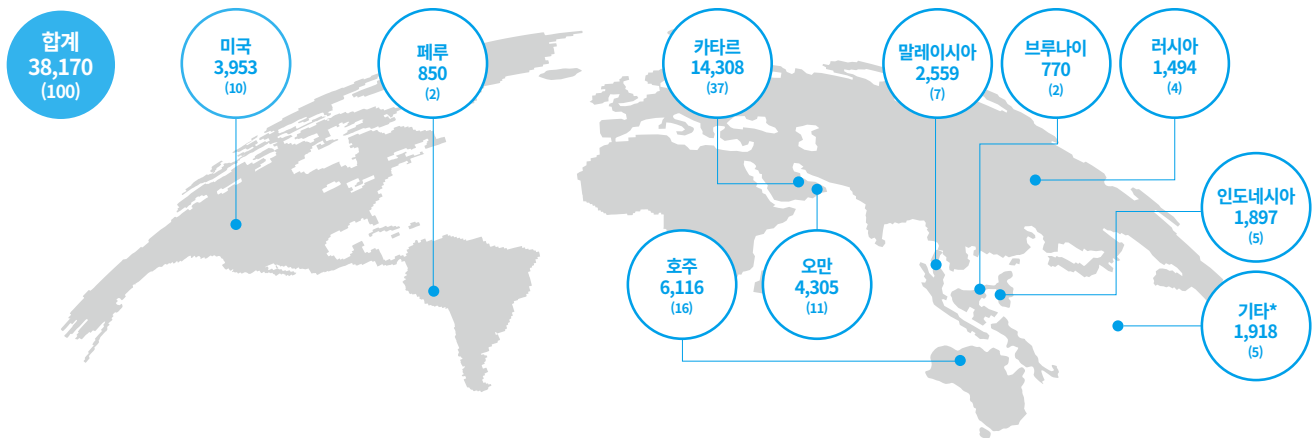 합계
38,170
(100)
미국
3,953
(10)
페루
850
(2)
카타르
14,308
(37)
말레이시아
2,559
(7)
브루나이
770
(2)
러시아
1,494
(4)
인도네시아
1,897
(5)
호주
6,116
(16)
오만
4,305
(11)
기타*
1,918
(5)